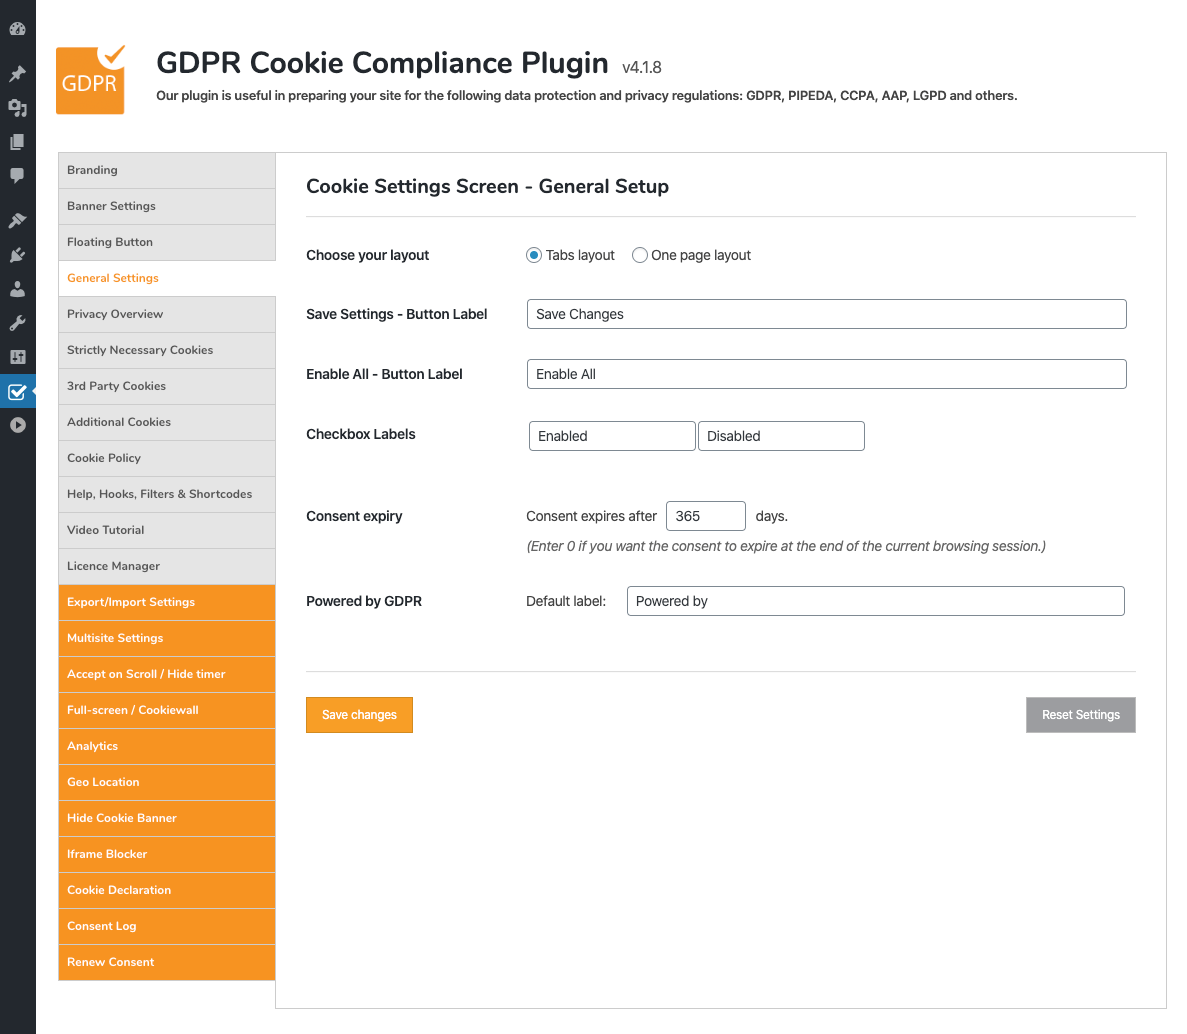 GDPR
GDPR Cookie Compliance Plugin v4.1.8
Our plugin is useful in preparing your site for the following data protection and privacy regulations: GDPR, PIPEDA, CCPA, AAP, LGPD and others.
Branding
Banner Settings
Floating Button
General Settings
Privacy Overview
Strictly Necessary Cookies
3rd Party Cookies
Additional Cookies
Cookie Policy
Help, Hooks, Filters & Shortcodes
Video Tutorial
Licence Manager
Export/Import Settings
Multisite Settings
Accept on Scroll / Hide timer
Full-screen / Cookiewall
Analytics
Geo Location
Hide Cookie Banner
Iframe Blocker
Cookie Declaration
Consent Log
Renew Consent
Cookie Settings Screen - General Setup
Choose your layout Tabs layout One page layout
Save Settings - Button Label Save Changes
Enable All - Button Label Enable All
Checkbox Labels Enabled Disabled
Consent expiry Consent expires after 365 days.
(Enter 0 if you want the consent to expire at the end of the current browsing session.)
Powered by GDPR Default label: Powered by
Save changes Reset Settings